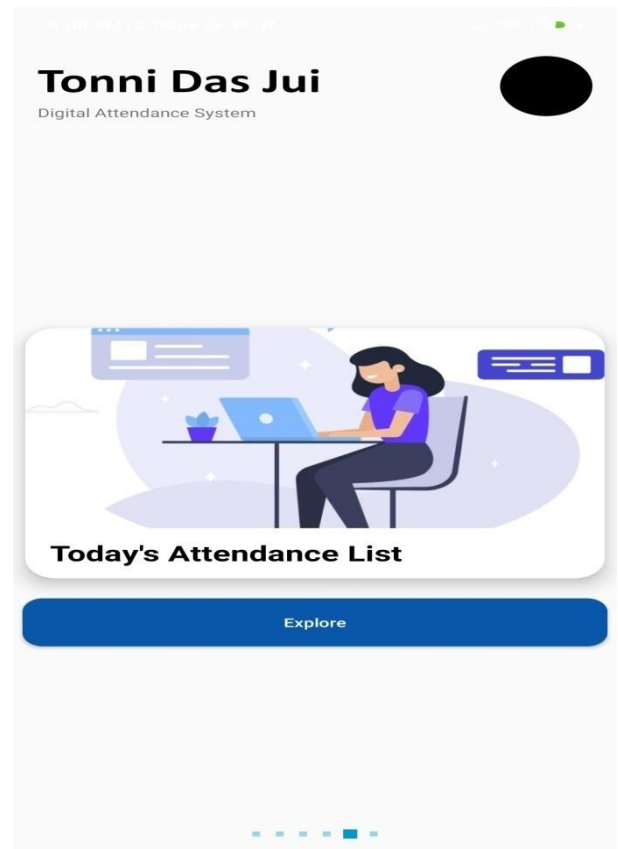 Tonni Das Jui
Digital Attendance System
Today's Attendance List
Explore